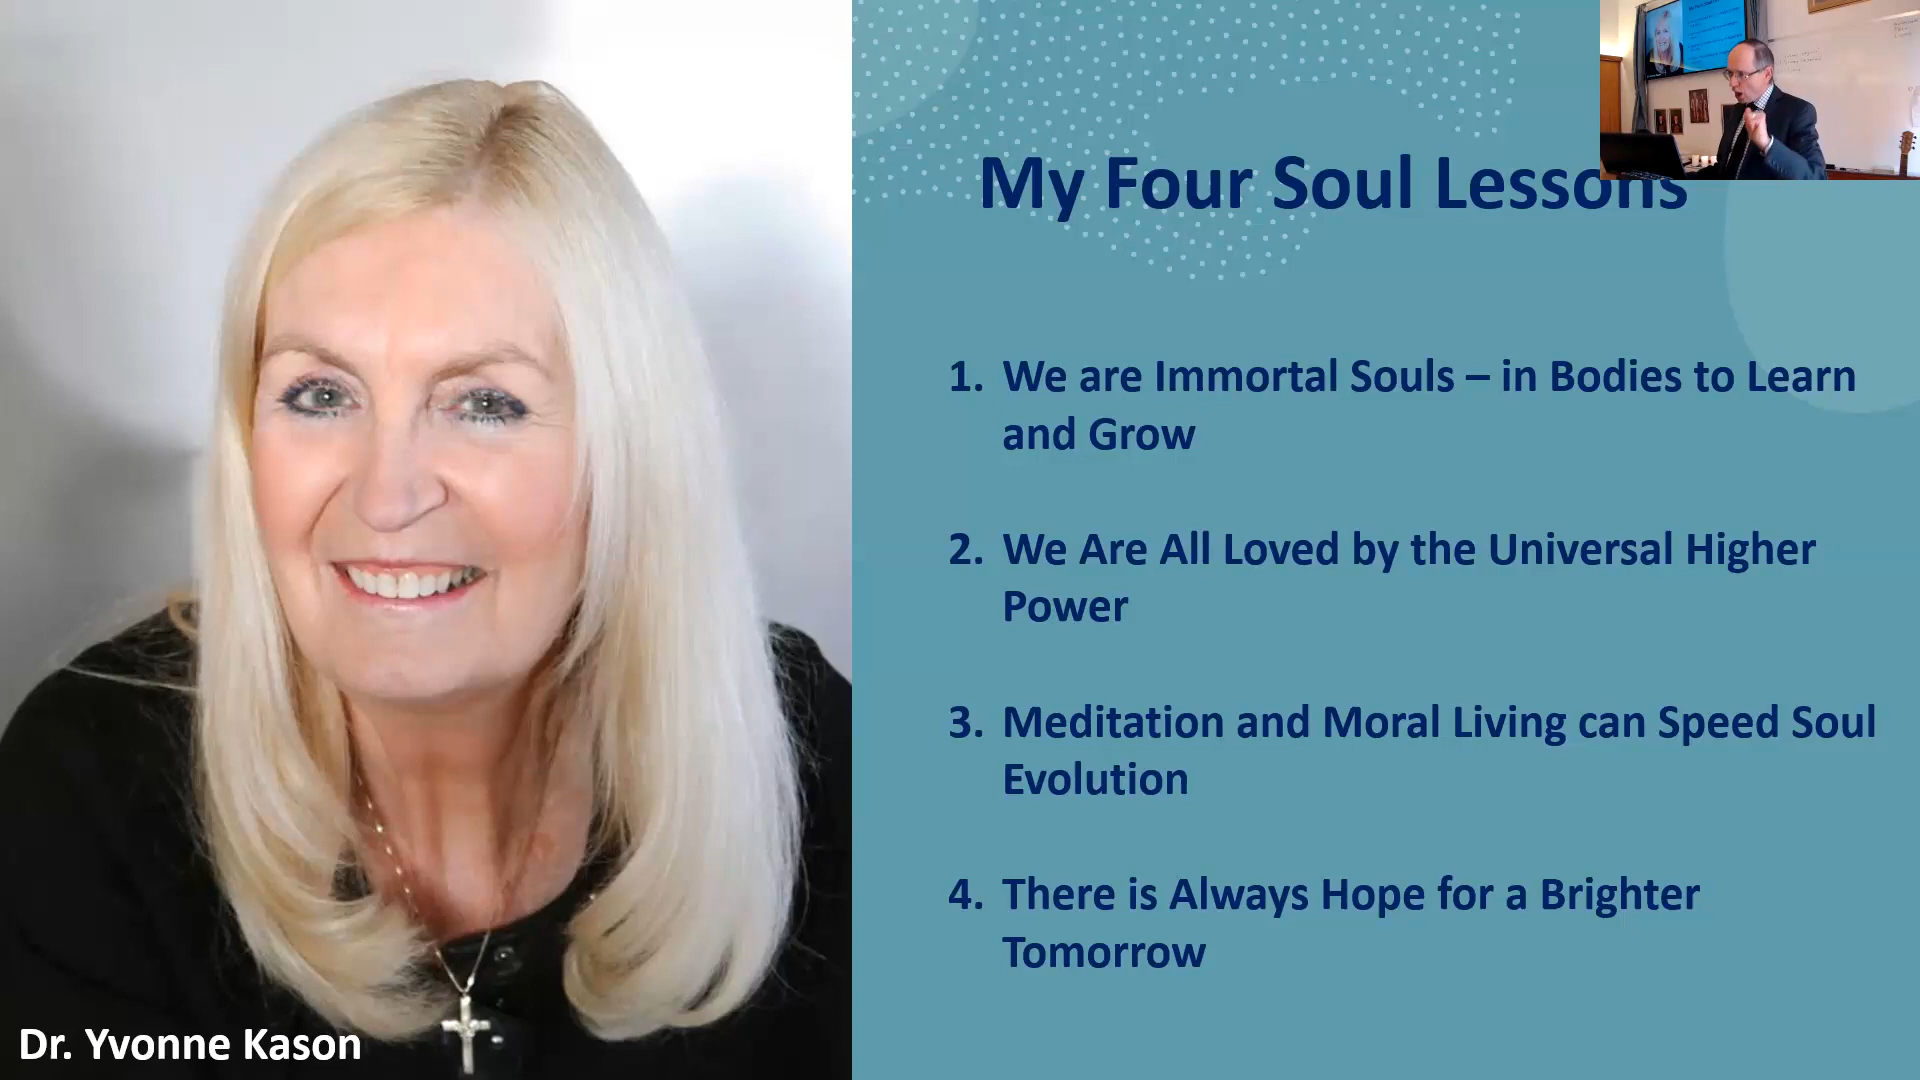 My Four Soul Lessons
1. We are Immortal Souls – in Bodies to Learn
and Grow
2. We Are All Loved by the Universal Higher
Power
3. Meditation and Moral Living can Speed Soul
Evolution
4. There is Always Hope for a Brighter
Tomorrow
Dr. Yvonne Kason